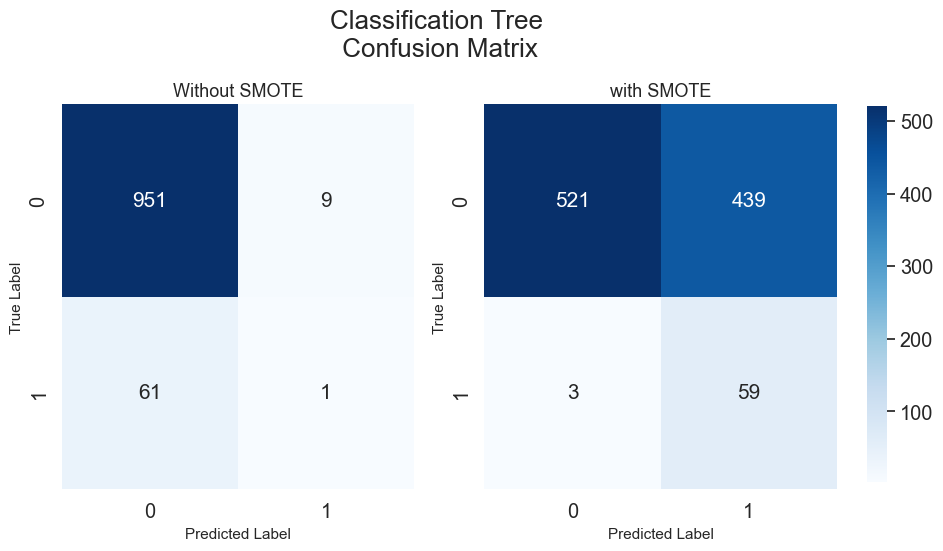 Classification Tree
Confusion Matrix
Without SMOTE
0
1
True Label
951
9
61
1
0
1
Predicted Label
with SMOTE
0
1
True Label
521
439
3
59
0
1
Predicted Label
500
400
300
200
100